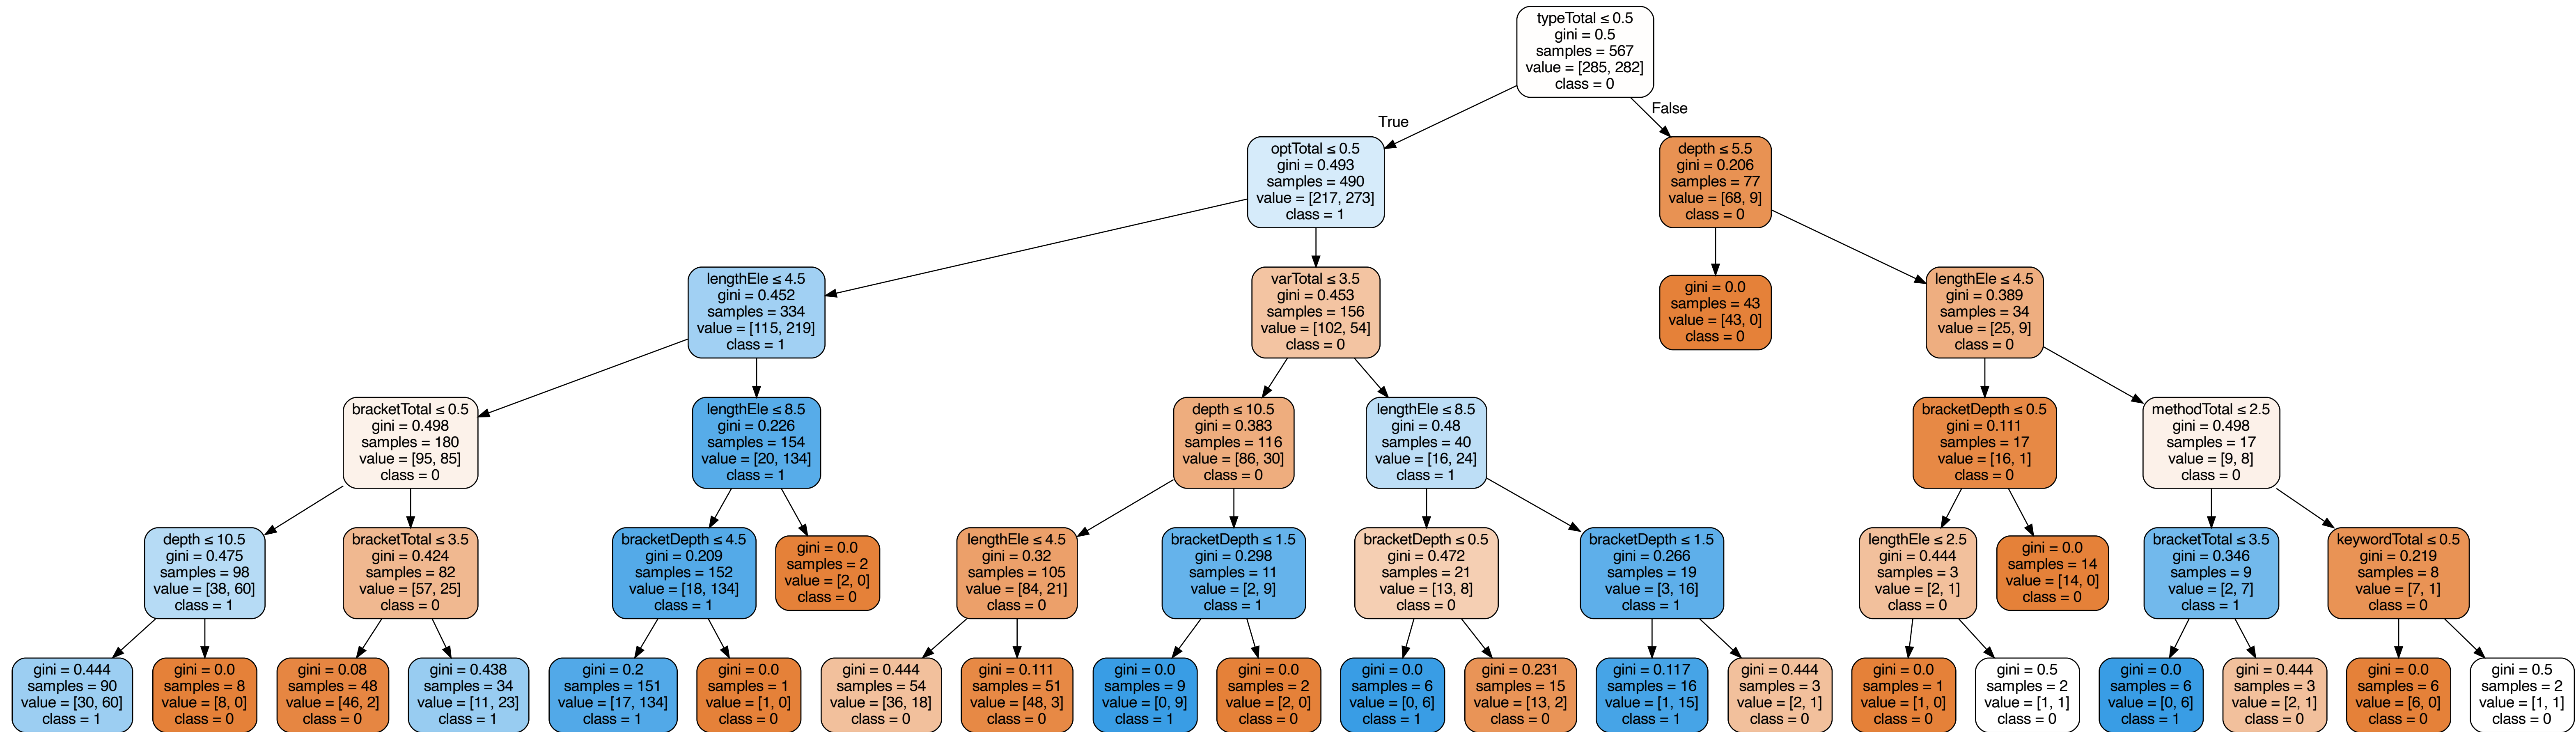 typeTotal ≤ 0.5
gini = 0.5
samples = 567
value = [285, 282]
class = 0
True
False
optTotal ≤ 0.5
gini = 0.493
samples = 490
value = [217, 273]
class = 1
depth ≤ 5.5
gini = 0.206
samples = 77
value = [68, 9]
class = 0
lengthEle ≤ 4.5
gini = 0.452
samples = 334
value = [115, 219]
class = 1
varTotal ≤ 3.5
gini = 0.453
samples = 156
value = [102, 54]
class = 0
gini = 0.0
samples = 43
value = [43, 0]
class = 0
lengthEle ≤ 4.5
gini = 0.389
samples = 34
value = [25, 9]
class = 0
bracketTotal ≤ 0.5
gini = 0.498
samples = 180
value = [95, 85]
class = 0
lengthEle ≤ 8.5
gini = 0.226
samples = 154
value = [20, 134]
class = 1
depth ≤ 10.5
gini = 0.383
samples = 116
value = [86, 30]
class = 0
lengthEle ≤ 8.5
gini = 0.48
samples = 40
value = [16, 24]
class = 1
bracketDepth ≤ 0.5
gini = 0.111
samples = 17
value = [16, 1]
class = 0
methodTotal ≤ 2.5
gini = 0.498
samples = 17
value = [9, 8]
class = 0
depth ≤ 10.5
gini = 0.475
samples = 98
value = [38, 60]
class = 1
bracketTotal ≤ 3.5
gini = 0.424
samples = 82
value = [57, 25]
class = 0
bracketDepth ≤ 4.5
gini = 0.209
samples = 152
value = [18, 134]
class = 1
gini = 0.0
samples = 2
value = [2, 0]
class = 0
lengthEle ≤ 4.5
gini = 0.32
samples = 105
value = [84, 21]
class = 0
bracketDepth ≤ 1.5
gini = 0.298
samples = 11
value = [2, 9]
class = 1
bracketDepth ≤ 0.5
gini = 0.472
samples = 21
value = [13, 8]
class = 0
bracketDepth ≤ 1.5
gini = 0.266
samples = 19
value = [3, 16]
class = 1
lengthEle ≤ 2.5
gini = 0.444
samples = 3
value = [2, 1]
class = 0
gini = 0.0
samples = 14
value = [14, 0]
class = 0
bracketTotal ≤ 3.5
gini = 0.346
samples = 9
value = [2, 7]
class = 1
keywordTotal ≤ 0.5
gini = 0.219
samples = 8
value = [7, 1]
class = 0
gini = 0.444
samples = 90
value = [30, 60]
class = 1
gini = 0.0
samples = 8
value = [8, 0]
class = 0
gini = 0.08
samples = 48
value = [46, 2]
class = 0
gini = 0.438
samples = 34
value = [11, 23]
class = 1
gini = 0.2
samples = 151
value = [17, 134]
class = 1
gini = 0.0
samples = 1
value = [1, 0]
class = 0
gini = 0.444
samples = 54
value = [36, 18]
class = 0
gini = 0.111
samples = 51
value = [48, 3]
class = 0
gini = 0.0
samples = 9
value = [0, 9]
class = 1
gini = 0.0
samples = 2
value = [2, 0]
class = 0
gini = 0.0
samples = 6
value = [0, 6]
class = 1
gini = 0.231
samples = 15
value = [13, 2]
class = 0
gini = 0.117
samples = 16
value = [1, 15]
class = 1
gini = 0.444
samples = 3
value = [2, 1]
class = 0
gini = 0.0
samples = 1
value = [1, 0]
class = 0
gini = 0.5
samples = 2
value = [1, 1]
class = 0
gini = 0.0
samples = 6
value = [0, 6]
class = 1
gini = 0.444
samples = 3
value = [2, 1]
class = 0
gini = 0.0
samples = 6
value = [6, 0]
class = 0
gini = 0.5
samples = 2
value = [1, 1]
class = 0